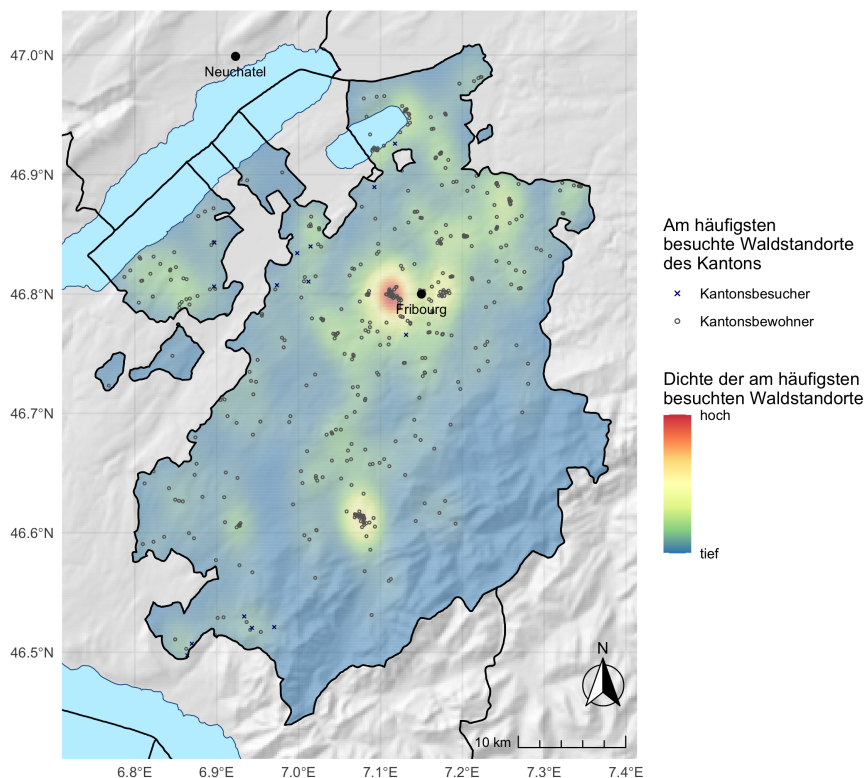 47.0°N
46.9°N
46.8°N
46.7°N
46.6°N
46.5°N
Neuchatel
Fribourg
N
10 km
6.8°E
6.9°E
7.0°E
7.1°E
7.2°E
7.3°E
7.4°E
Am häufigsten
besuchte Waldstandorte
des Kantons
Kantonsbesucher
Kantonsbewohner
Dichte der am häufigsten
besuchten Waldstandorte
hoch
tief